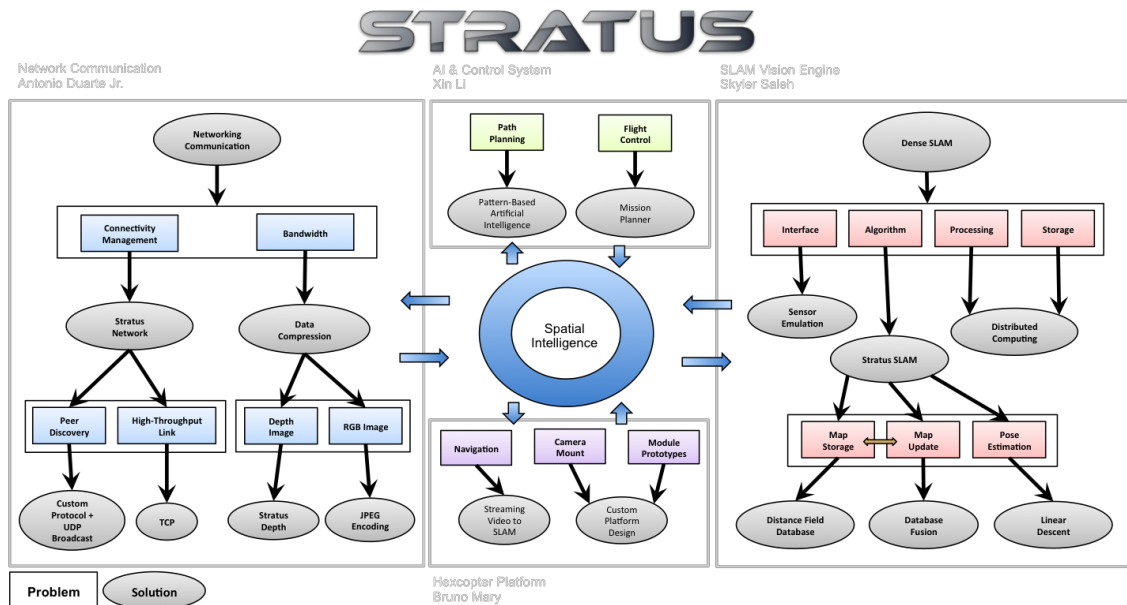 STRATUS
Network Communication
Antonio Duarte Jr.
AI & Control System
Xin Li
SLAM Vision Engine
Skyler Saleh
Networking
Communication
Connectivity
Management
Bandwidth
Stratus
Network
Data
Compression
Peer
Discovery
High-Throughput
Link
Depth
Image
RGB Image
Custom
Protocol +
UDP
Broadcast
TCP
Stratus
Depth
JPEG
Encoding
Path
Planning
Flight
Control
Pattern-Based
Artificial
Intelligence
Mission
Planner
Spatial
Intelligence
Navigation
Camera
Mount
Module
Prototypes
Streaming
Video to
SLAM
Custom
Platform
Design
Dense SLAM
Interface
Algorithm
Processing
Storage
Sensor
Emulation
Distributed
Computing
Stratus SLAM
Map
Storage
Map
Update
Pose
Estimation
Distance Field
Database
Database
Fusion
Linear
Descent
Hexcopter Platform
Bruno Mary
Problem
Solution